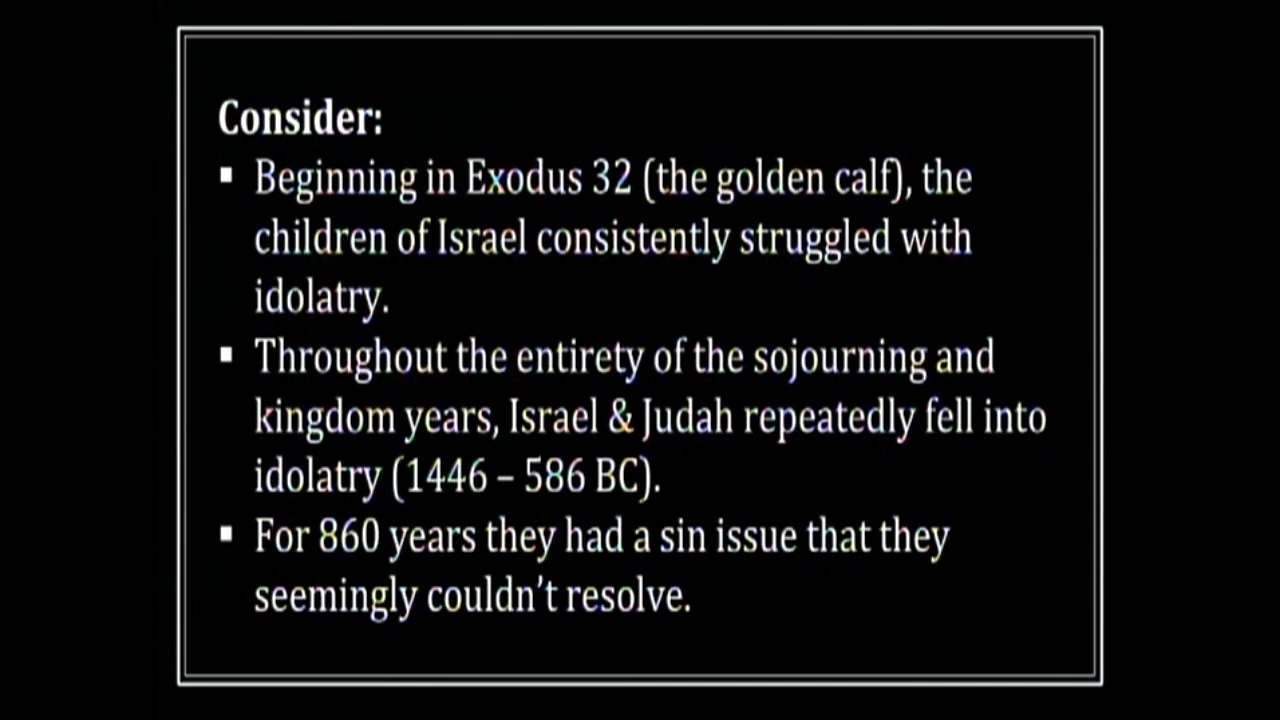 Consider:
▪ Beginning in Exodus 32 (the golden calf), the
children of Israel consistently struggled with
idolatry.
▪ Throughout the entirety of the sojourning and
kingdom years, Israel & Judah repeatedly fell into
idolatry (1446 – 586 BC).
▪ For 860 years they had a sin issue that they
seemingly couldn’t resolve.